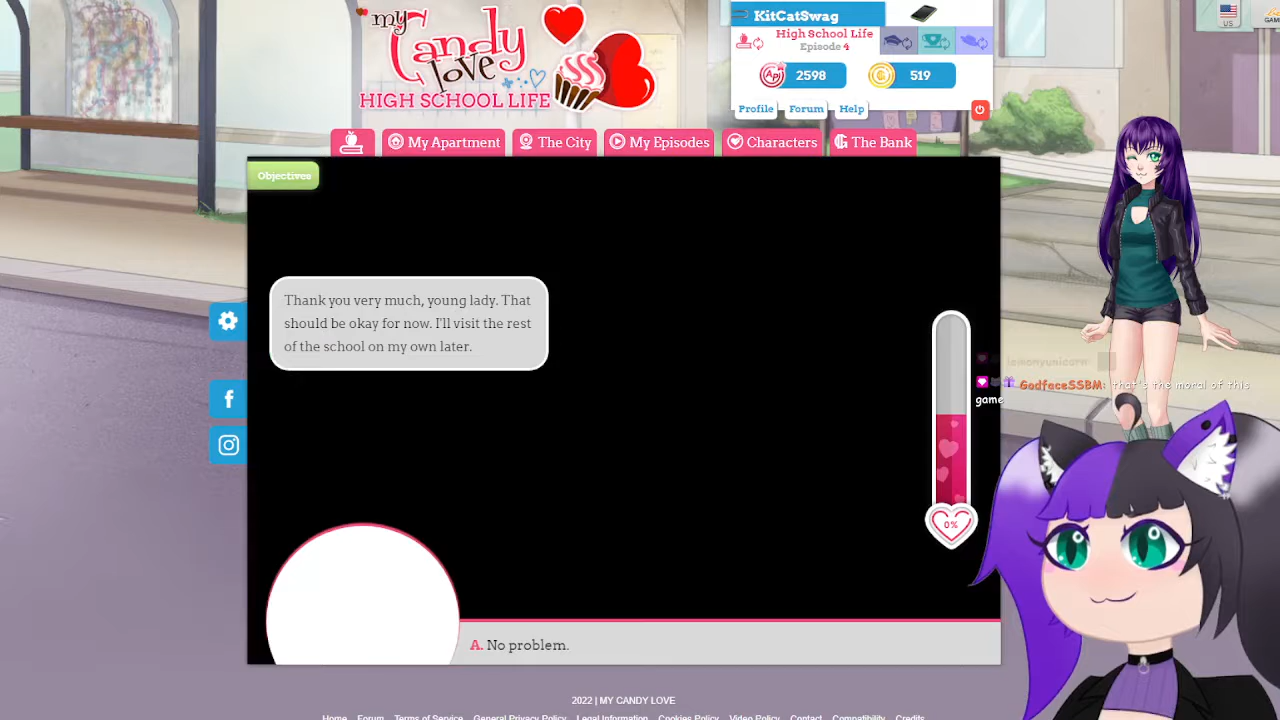 my
Candy
love
HIGH SCHOOL LIFE
KitCatSwag
High School Life
Episode 4
2598
519
Profile
Forum
Help
US
My Apartment
The City
My Episodes
Characters
The Bank
Objectives
Thank you very much, young lady. That
should be okay for now. I'll visit the rest
of the school on my own later.
lemonyunicorn
GodfaceSSBM: that's the moral of this
game
0%
A. No problem.
2022 | MY CANDY LOVE
Home Forum Terms of Service General Privacy Policy Legal Information Cookies Policy Video Policy Contact Compatibility Credits